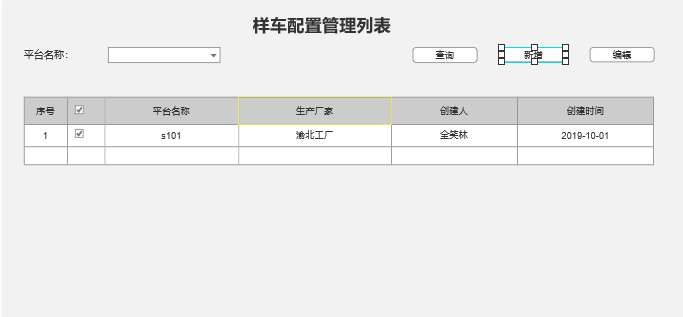 样车配置管理列表
平台名称: 查询 新增 编辑
序号 平台名称 生产厂家 创建人 创建时间
1 s101 渝北工厂 全笑林 2019-10-01